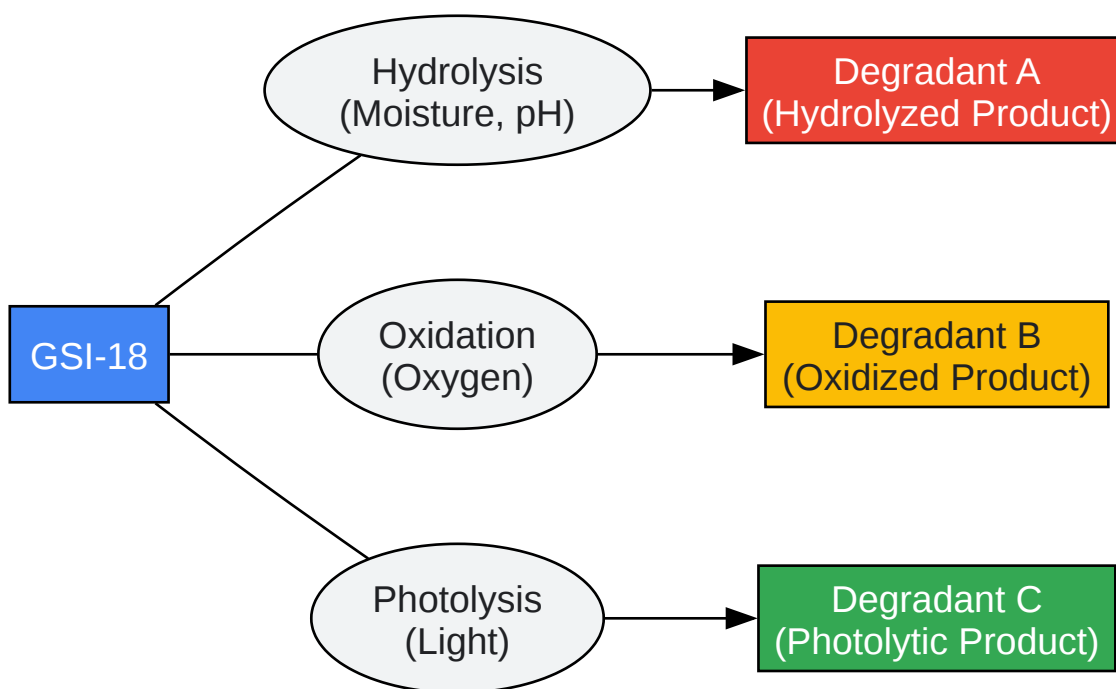 Hydrolysis
(Moisture, pH)
Degradant A
(Hydrolyzed Product)
GSI-18
Oxidation
(Oxygen)
Degradant B
(Oxidized Product)
Photolysis
(Light)
Degradant C
(Photolytic Product)